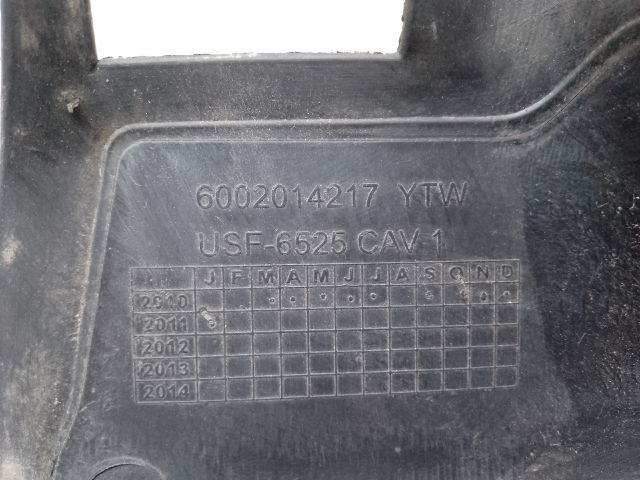 6002014217 YTW
USF-6525 CAV 1
J F M A M J J A S O N D
2010
2011
2012
2013
2014